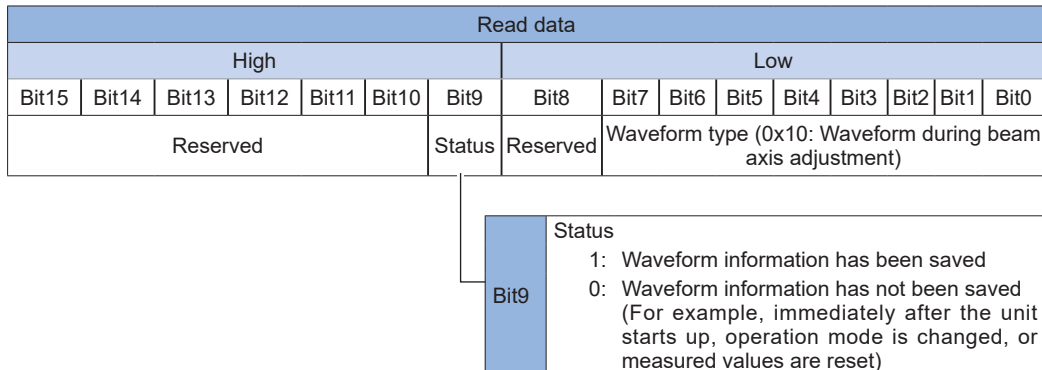 Read data
High Low
Bit15 Bit14 Bit13 Bit12 Bit11 Bit10 Bit9 Bit8 Bit7 Bit6 Bit5 Bit4 Bit3 Bit2 Bit1 Bit0
Reserved Status Reserved Waveform type (0x10: Waveform during beam
axis adjustment)
Status
1: Waveform information has been saved
Bit9
0: Waveform information has not been saved
(For example, immediately after the unit
starts up, operation mode is changed, or
measured values are reset)